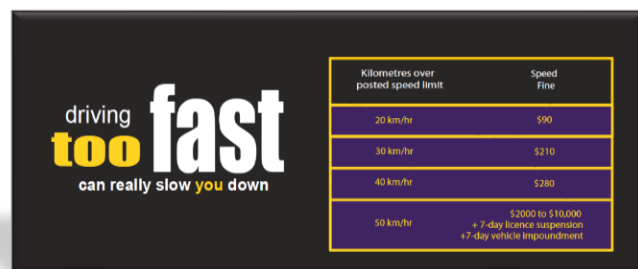 driving
too fast
can really slow you down
Kilometres over posted speed limit
Speed Fine
20 km/hr
$90
30 km/hr
$210
40 km/hr
$280
50 km/hr
$2000 to $10,000
+ 7-day licence suspension
+7-day vehicle impoundment